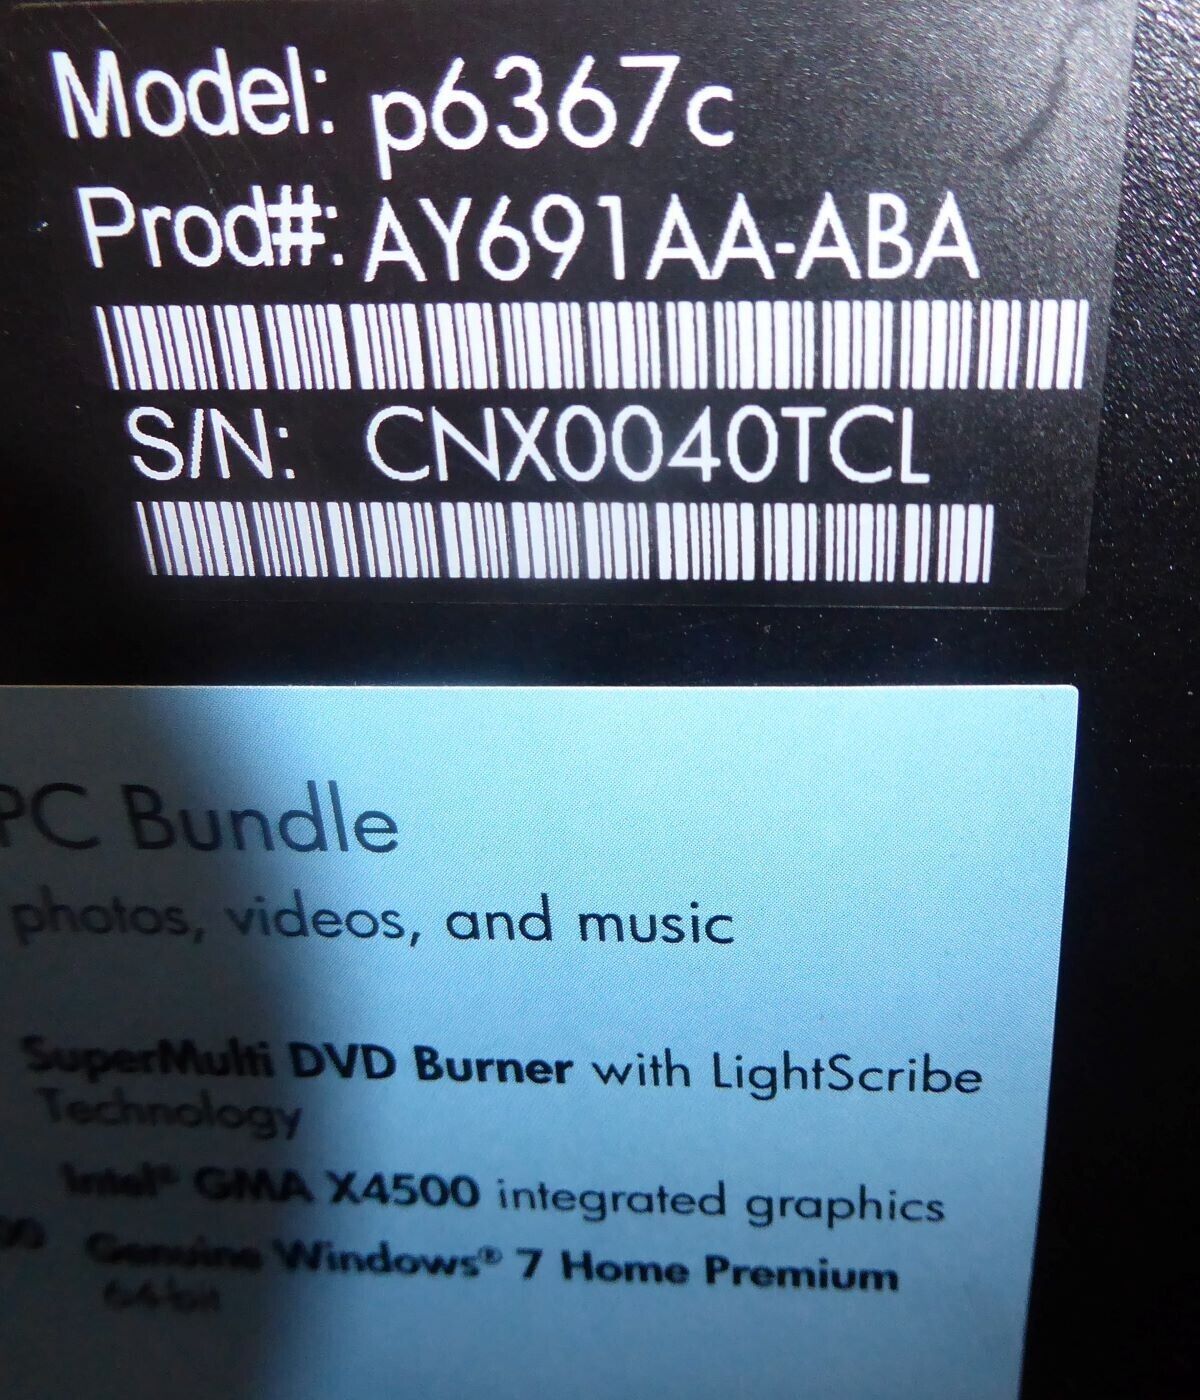 Model: p6367c
Prod#: AY691AA-ABA
S/N: CNX0040TCL
PC Bundle
photos, videos, and music
SuperMulti DVD Burner with LightScribe
Technology
Intel® GMA X4500 integrated graphics
Genuine Windows® 7 Home Premium
64-bit